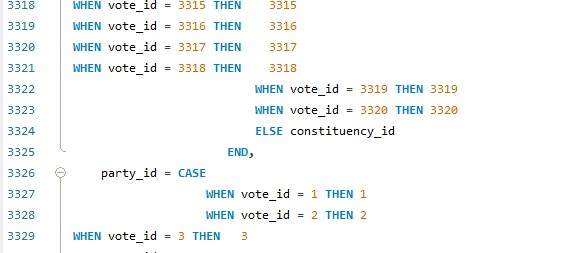 3318 WHEN vote_id = 3315 THEN 3315
3319 WHEN vote_id = 3316 THEN 3316
3320 WHEN vote_id = 3317 THEN 3317
3321 WHEN vote_id = 3318 THEN 3318
3322 WHEN vote_id = 3319 THEN 3319
3323 WHEN vote_id = 3320 THEN 3320
3324 ELSE constituency_id
3325 END,
3326 party_id = CASE
3327 WHEN vote_id = 1 THEN 1
3328 WHEN vote_id = 2 THEN 2
3329 WHEN vote_id = 3 THEN 3